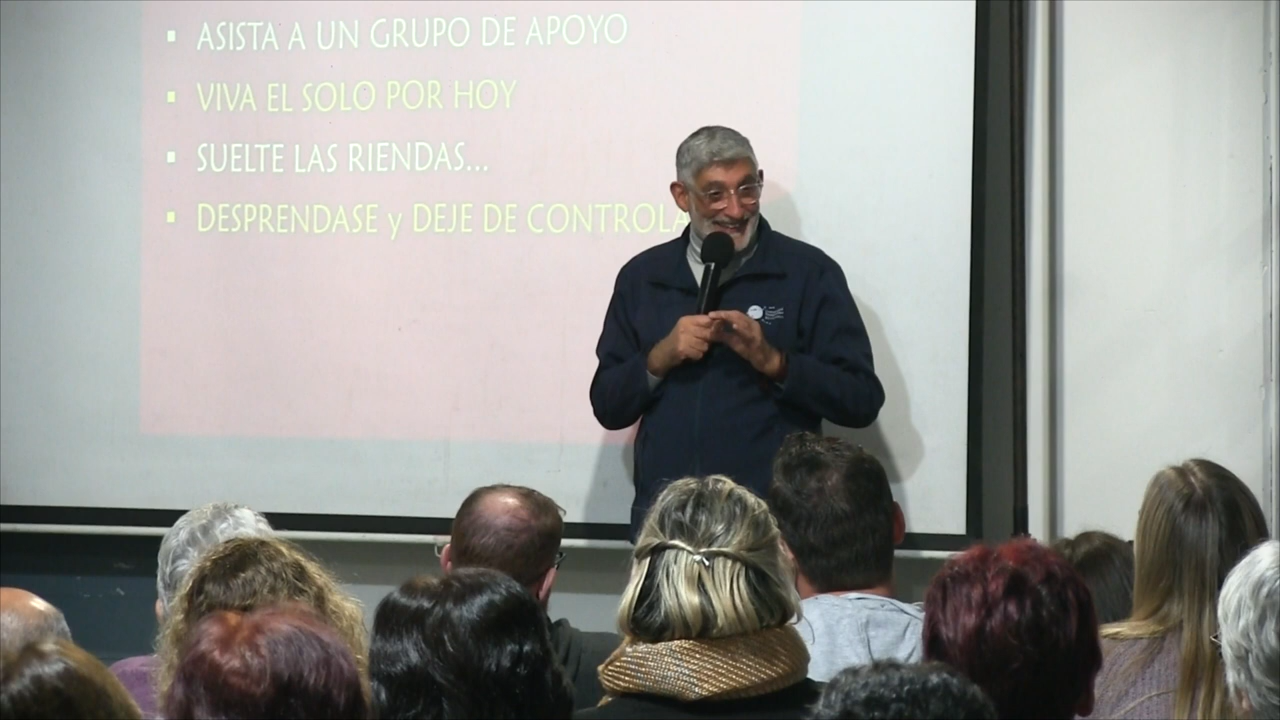 ▪ ASISTA A UN GRUPO DE APOYO
▪ VIVA EL SOLO POR HOY
▪ SUELTE LAS RIENDAS...
▪ DESPRENDASE y DEJE DE CONTROLA